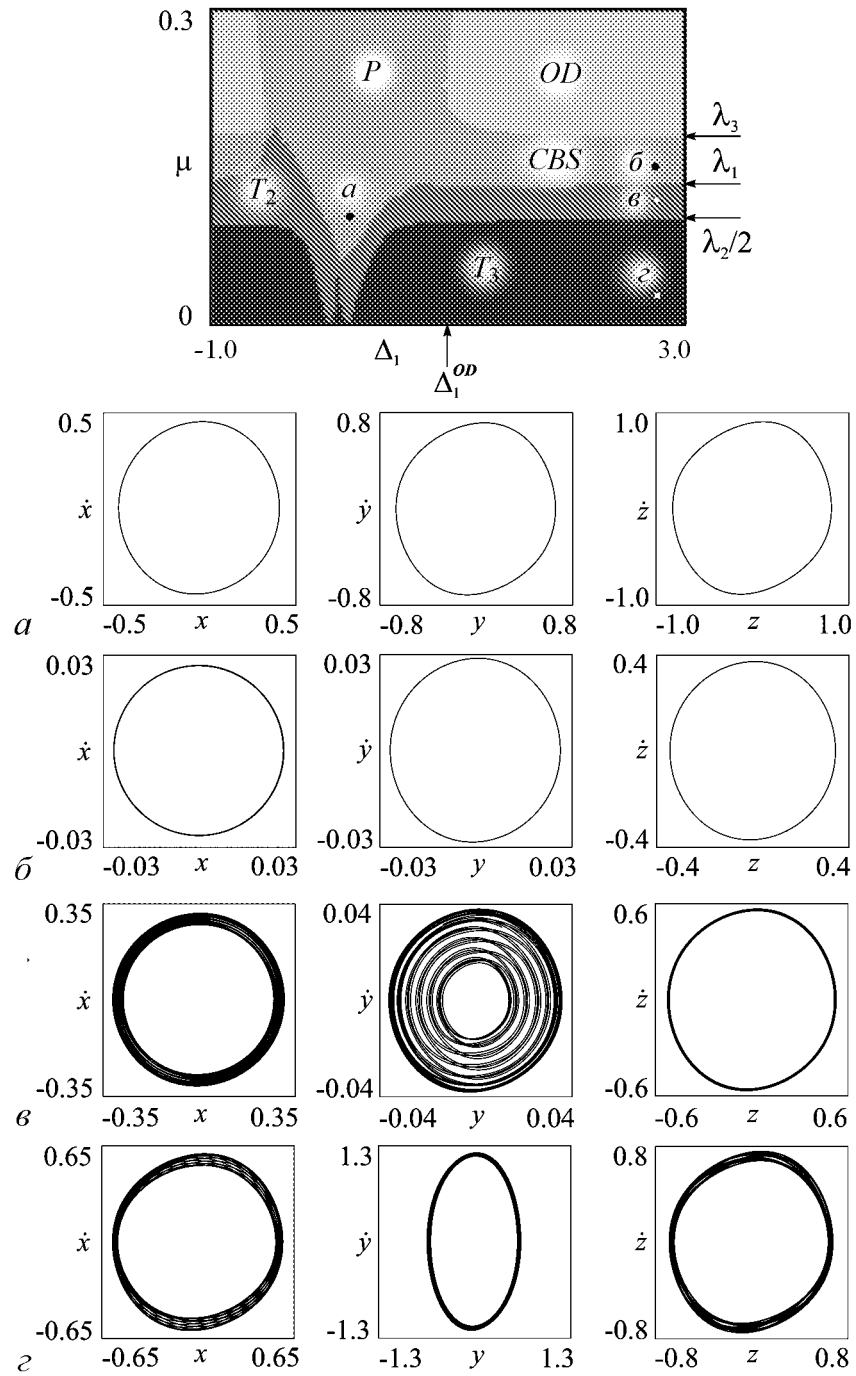 0.3
P
OD
λ₃
CBS
б
λ₁
μ
T₂
а
в
λ₂/2
T₃
г
0
-1.0
Δ₁
3.0
Δ₁ᴼᴰ
0.5 0.8 1.0
ẋ ẏ ż
-0.5 -0.8 -1.0
а -0.5 x 0.5 -0.8 y 0.8 -1.0 z 1.0
0.03 0.03 0.4
ẋ ẏ ż
-0.03 -0.03 -0.4
б -0.03 x 0.03 -0.03 y 0.03 -0.4 z 0.4
0.35 0.04 0.6
ẋ ẏ ż
-0.35 -0.04 -0.6
в -0.35 x 0.35 -0.04 y 0.04 -0.6 z 0.6
0.65 1.3 0.8
ẋ ẏ ż
-0.65 -1.3 -0.8
г -0.65 x 0.65 -1.3 y 1.3 -0.8 z 0.8